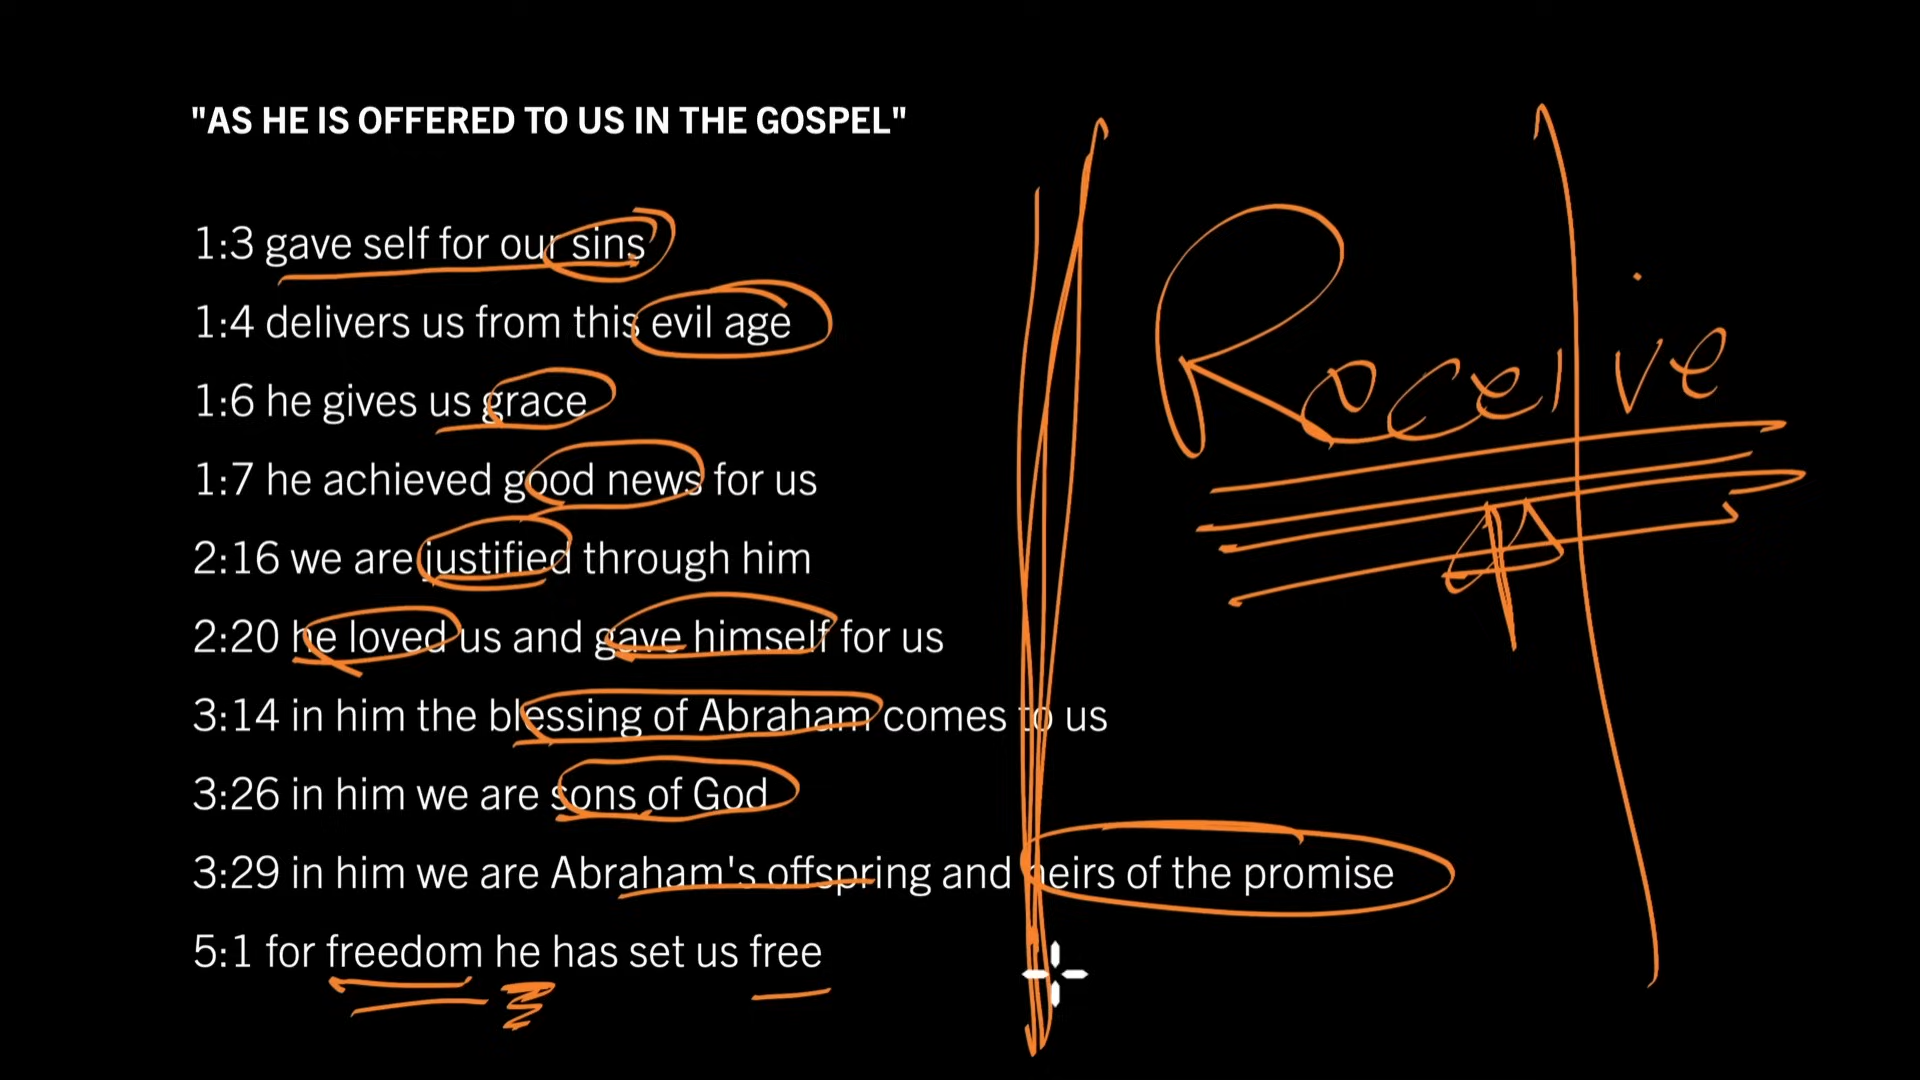 "AS HE IS OFFERED TO US IN THE GOSPEL"
1:3 gave self for our sins
1:4 delivers us from this evil age
1:6 he gives us grace
1:7 he achieved good news for us
2:16 we are justified through him
2:20 he loved us and gave himself for us
3:14 in him the blessing of Abraham comes to us
3:26 in him we are sons of God
3:29 in him we are Abraham's offspring and heirs of the promise
5:1 for freedom he has set us free
Receive